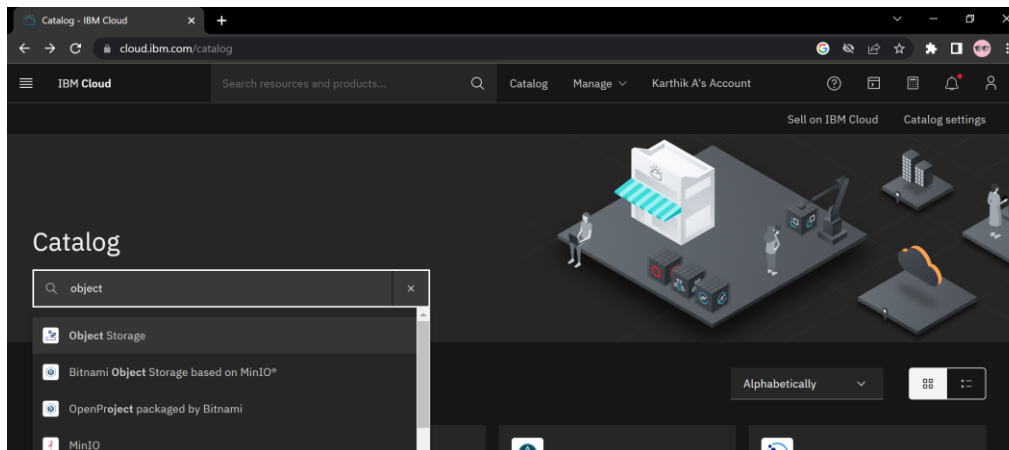 Catalog - IBM Cloud
cloud.ibm.com/catalog
IBM Cloud
Search resources and products...
Catalog
Manage
Karthik A's Account
Sell on IBM Cloud
Catalog settings
Catalog
object
Object Storage
Bitnami Object Storage based on MinIO®
OpenProject packaged by Bitnami
MinIO
Alphabetically